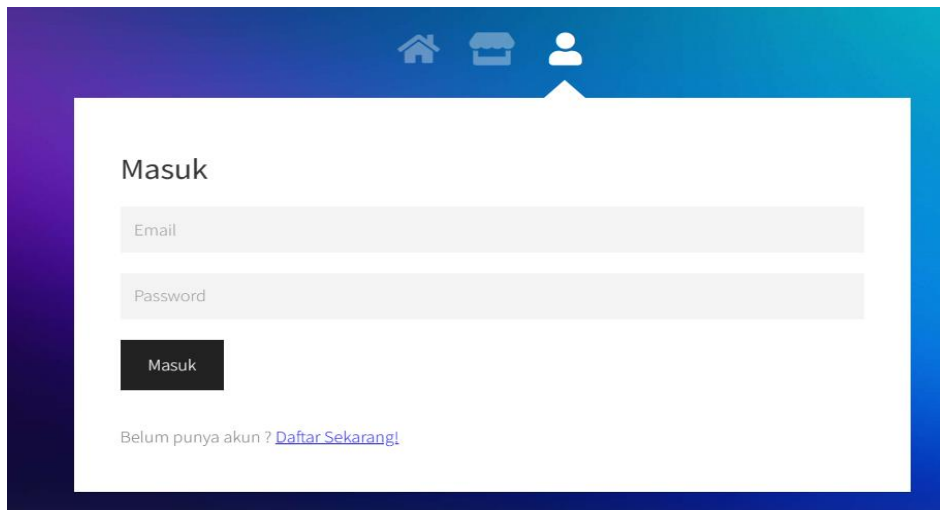 Masuk
Email
Password
Masuk
Belum punya akun ? Daftar Sekarang!